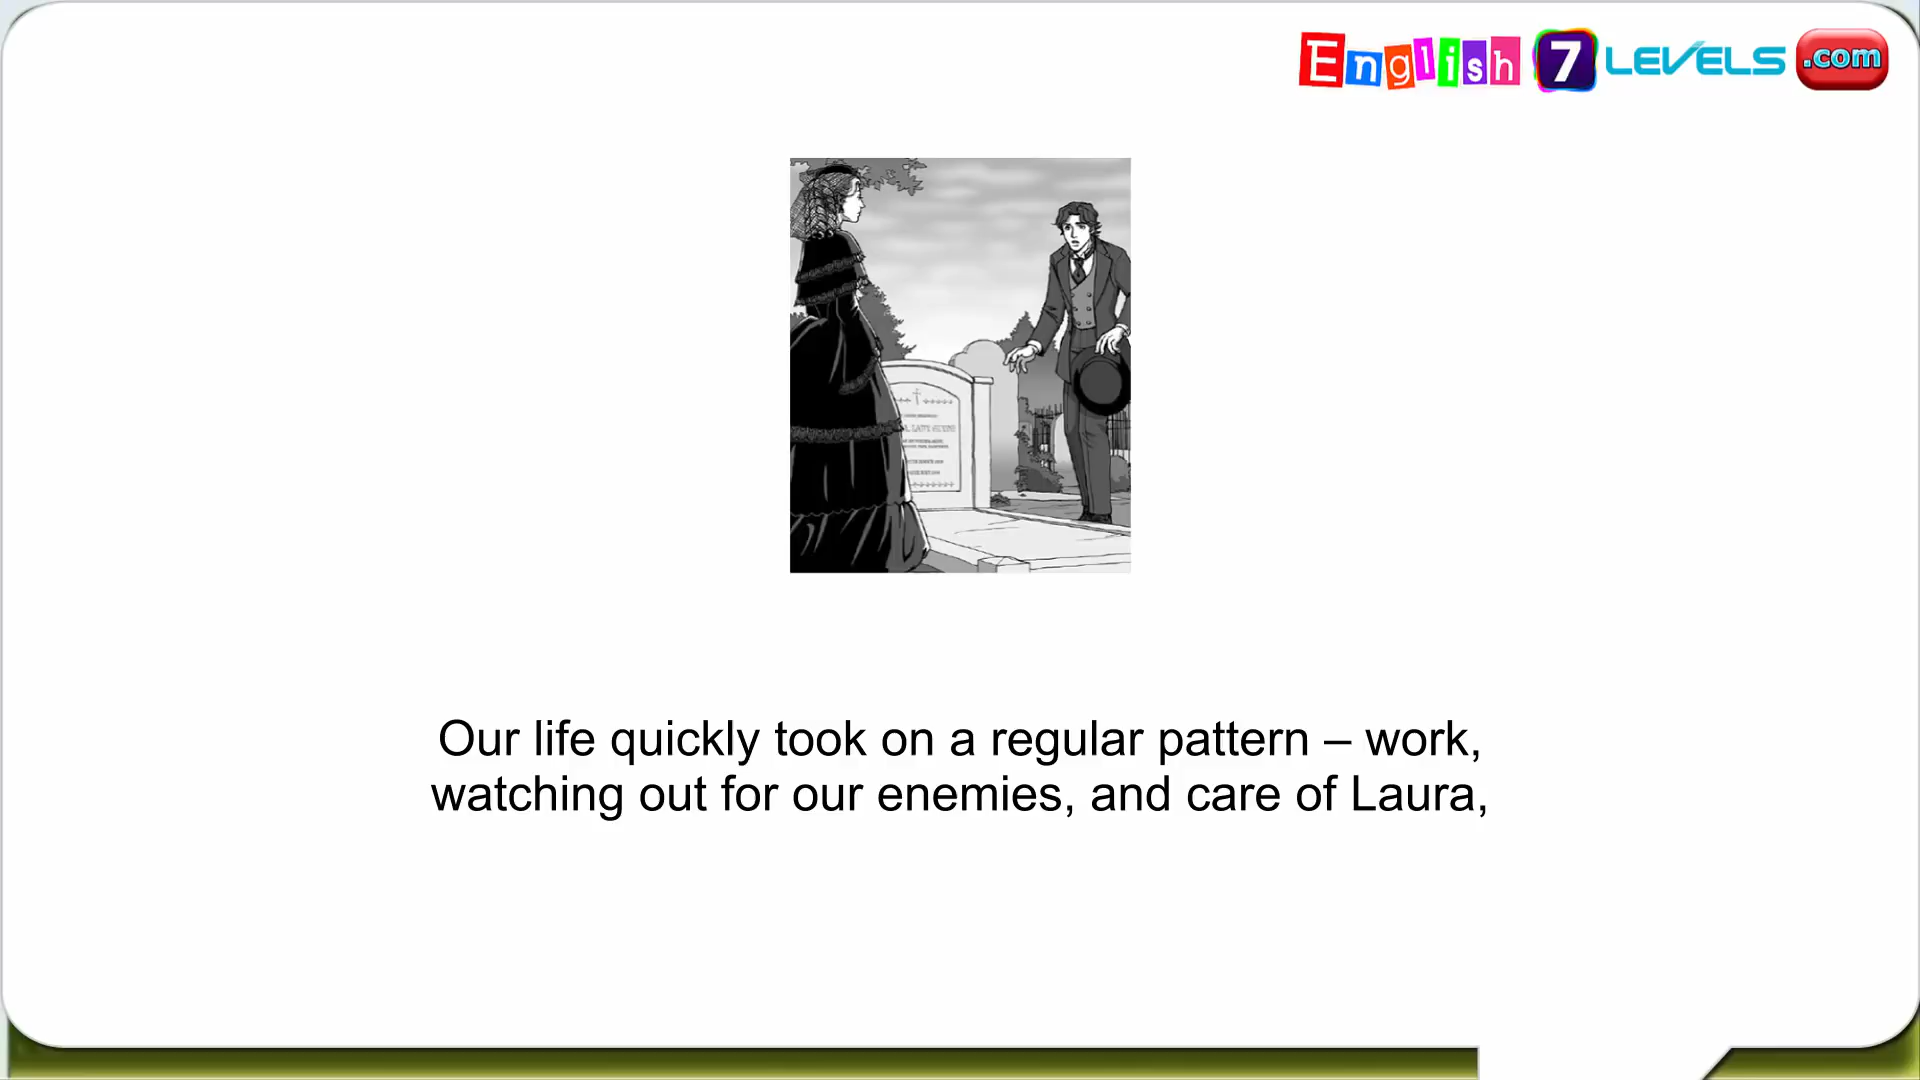 English 7 LEVELS .com
Our life quickly took on a regular pattern – work,
watching out for our enemies, and care of Laura,